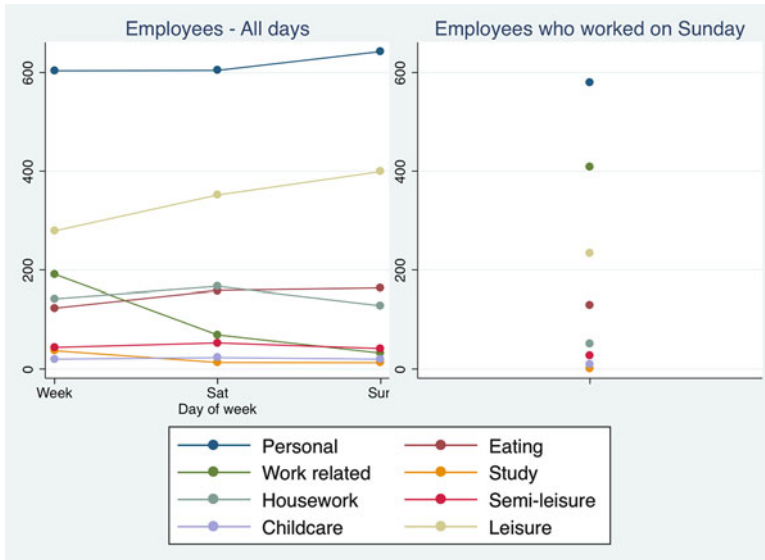 Employees - All days
Employees who worked on Sunday
600
400
200
0
Week
Sat
Sun
Day of week
600
400
200
0
Personal
Eating
Work related
Study
Housework
Semi-leisure
Childcare
Leisure